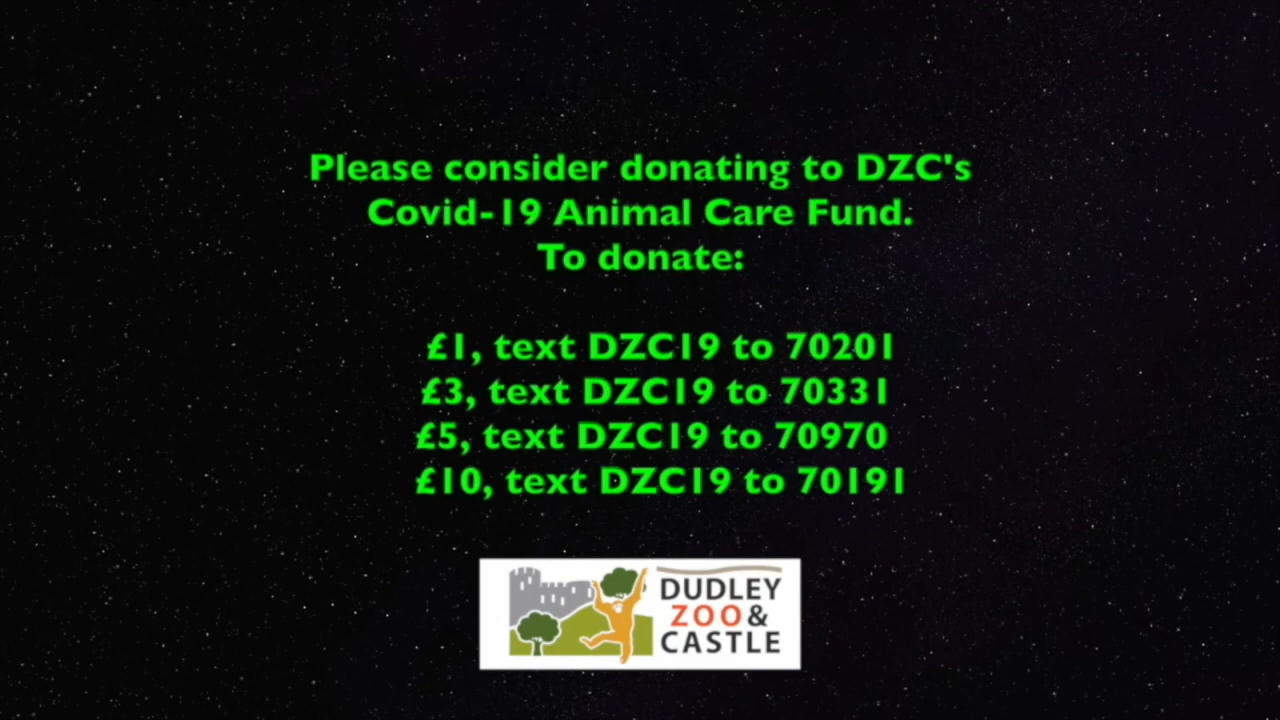 Please consider donating to DZC's
Covid-19 Animal Care Fund.
To donate:
£1, text DZC19 to 70201
£3, text DZC19 to 70331
£5, text DZC19 to 70970
£10, text DZC19 to 70191
DUDLEY
ZOO &
CASTLE